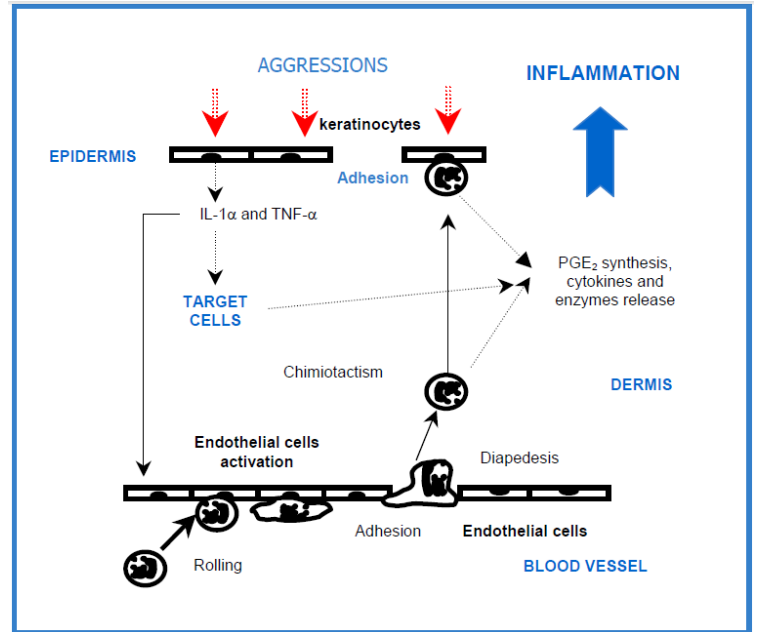 AGGRESSIONS
INFLAMMATION
keratinocytes
EPIDERMIS
Adhesion
IL-1α and TNF-α
PGE₂ synthesis,
cytokines and
enzymes release
TARGET
CELLS
Chimiotactism
DERMIS
Endothelial cells
activation
Diapedesis
Adhesion
Endothelial cells
Rolling
BLOOD VESSEL